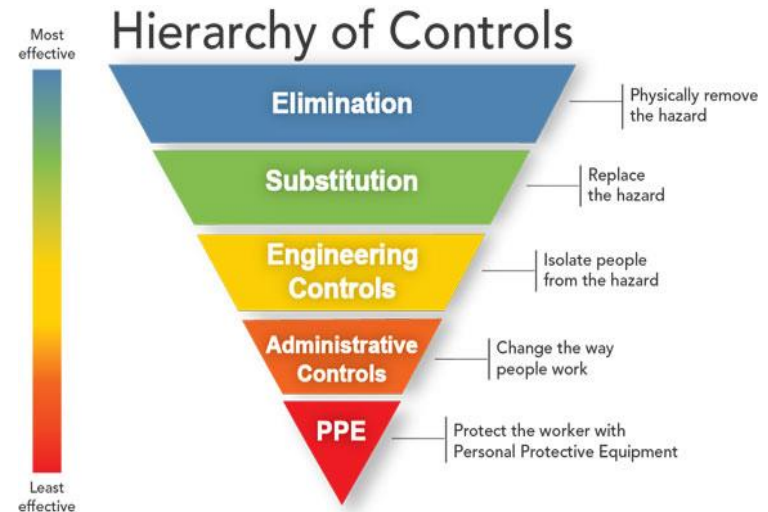 Hierarchy of Controls
Most
effective
Elimination
Physically remove
the hazard
Substitution
Replace
the hazard
Engineering
Controls
Isolate people
from the hazard
Administrative
Controls
Change the way
people work
PPE
Protect the worker with
Personal Protective Equipment
Least
effective